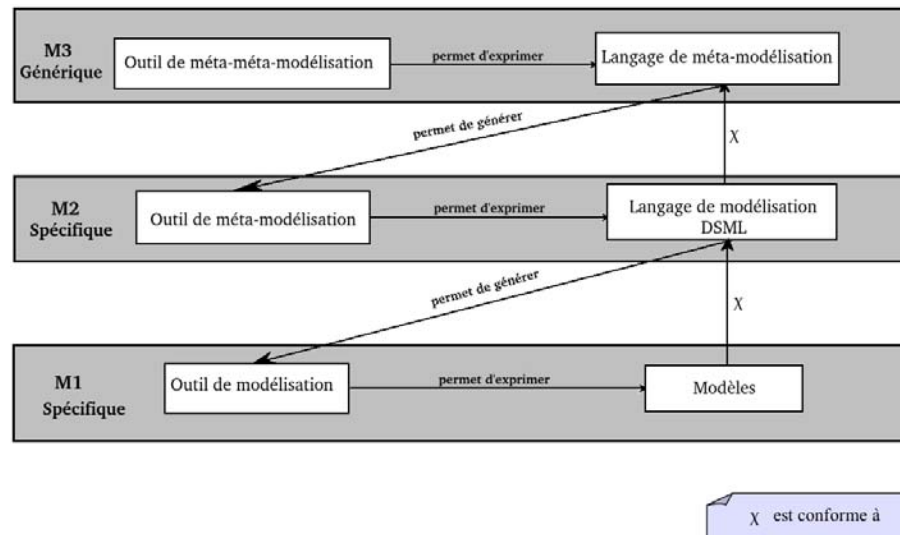 M3
Générique
Outil de méta-méta-modélisation
permet d'exprimer
Langage de méta-modélisation
permet de générer
χ
M2
Spécifique
Outil de méta-modélisation
permet d'exprimer
Langage de modélisation
DSML
permet de générer
χ
M1
Spécifique
Outil de modélisation
permet d'exprimer
Modèles
χ est conforme à